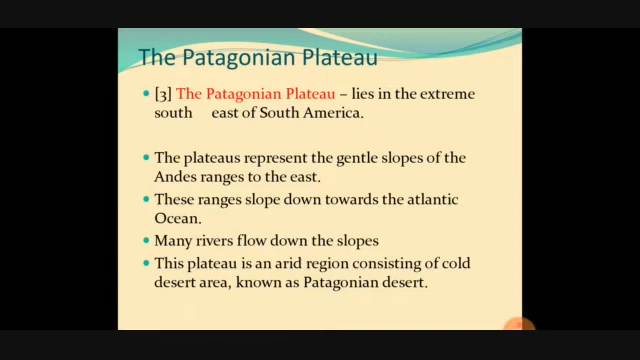 The Patagonian Plateau
[3] The Patagonian Plateau – lies in the extreme
south east of South America.
The plateaus represent the gentle slopes of the
Andes ranges to the east.
These ranges slope down towards the atlantic
Ocean.
Many rivers flow down the slopes
This plateau is an arid region consisting of cold
desert area, known as Patagonian desert.